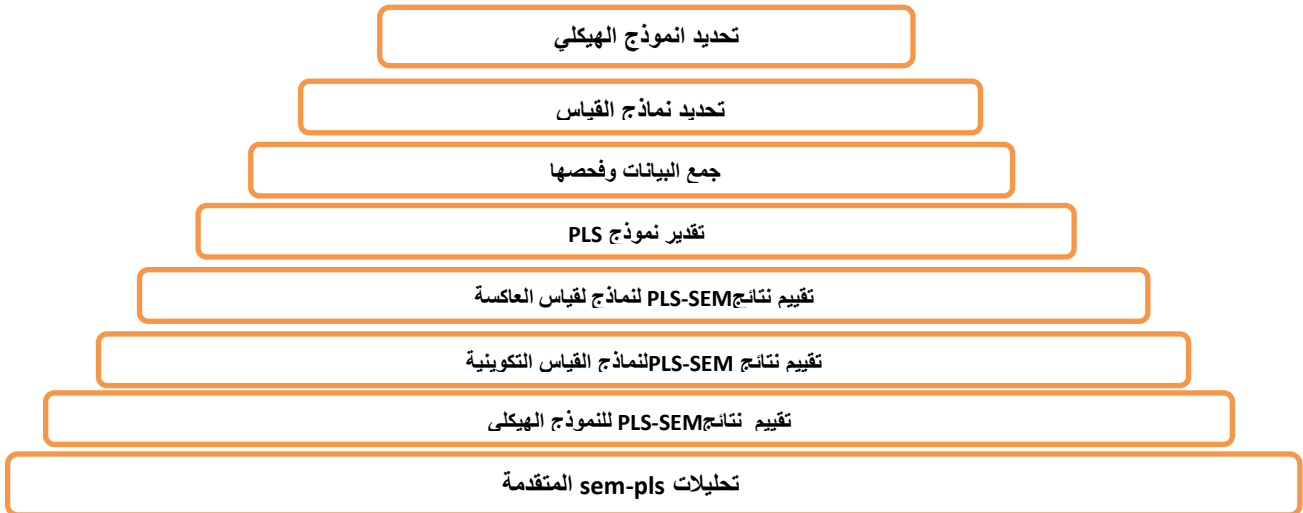 تحديد انموذج الهيكلي
تحديد نماذج القياس
جمع البيانات وفحصها
تقدير نموذج PLS
تقييم نتائجPLS-SEM لنماذج لقياس العاكسة
تقييم نتائج PLS-SEMلنماذج القياس التكوينية
تقييم نتائجPLS-SEM للنموذج الهيكلي
تحليلات sem-pls المتقدمة